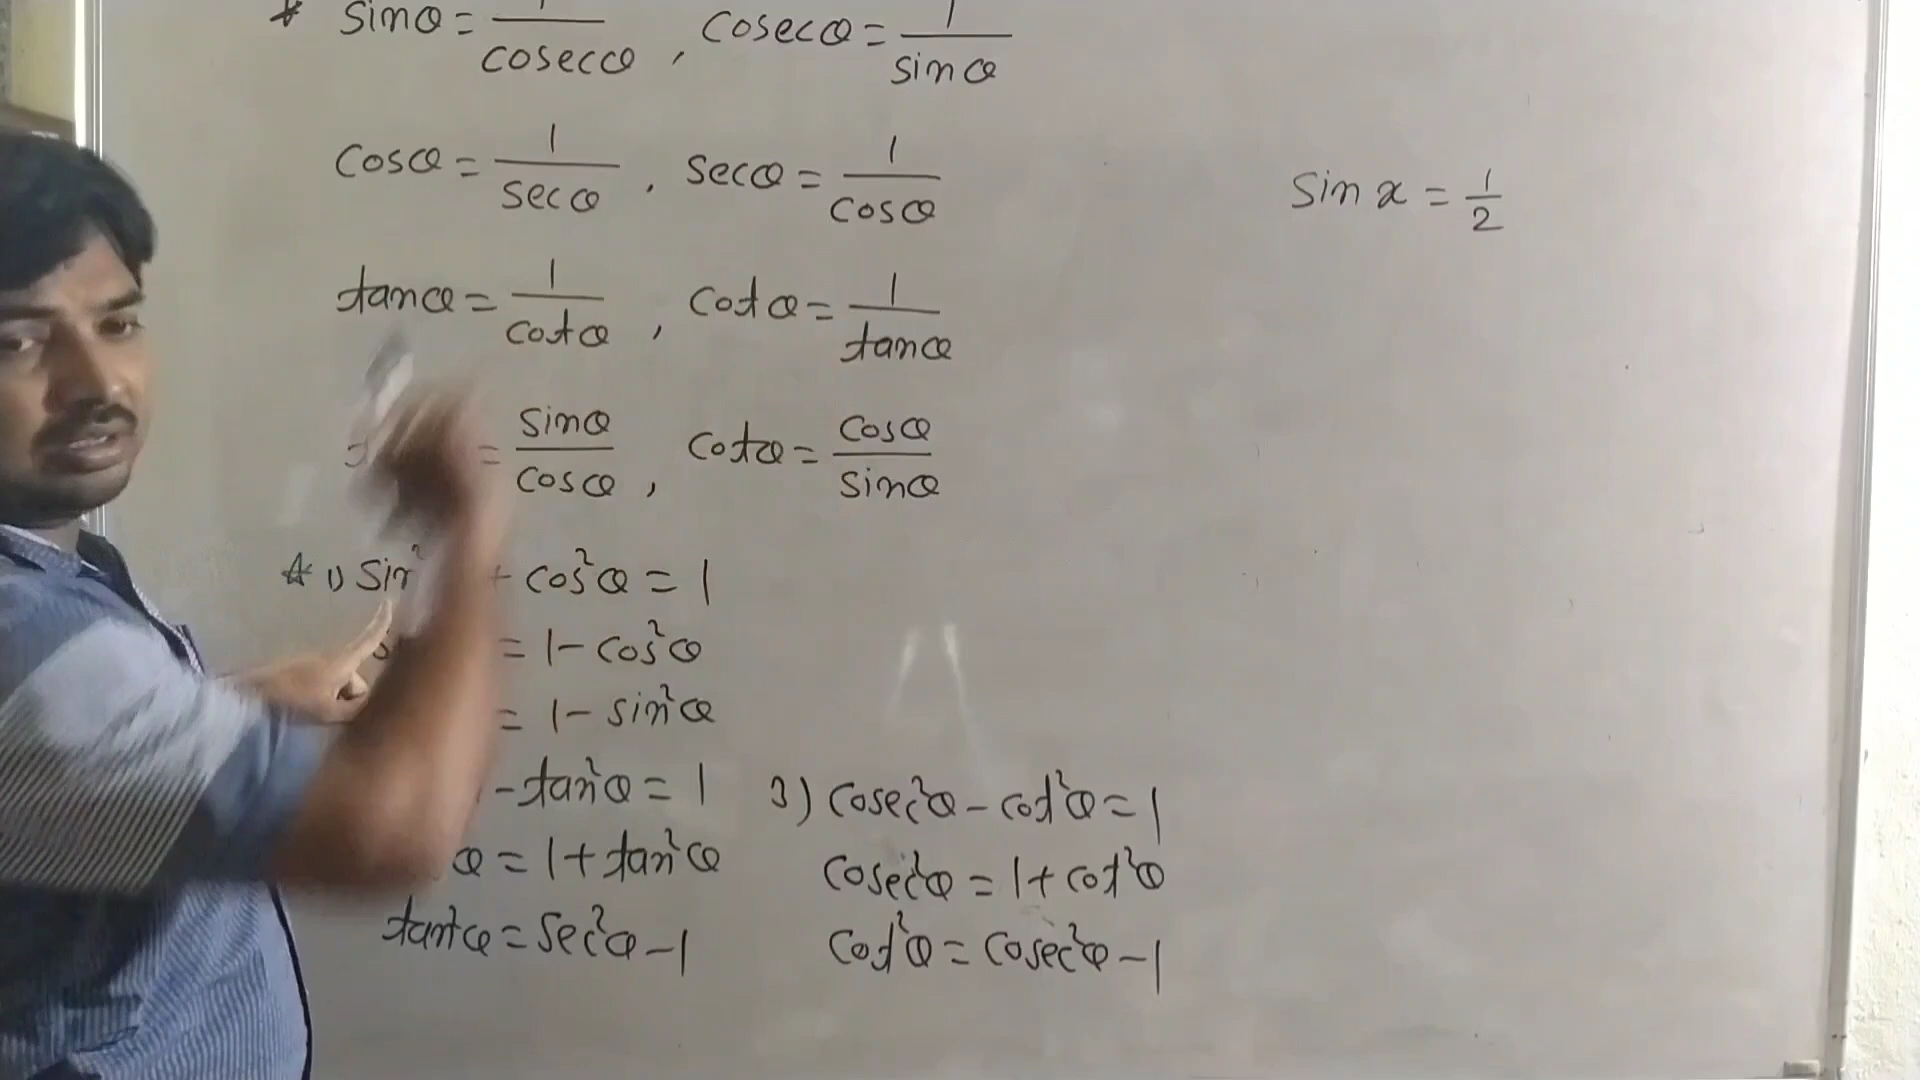 * sinθ = 1/cosecθ , cosecθ = 1/sinθ
cosθ = 1/secθ , secθ = 1/cosθ
sin x = 1/2
tanθ = 1/cotθ , cotθ = 1/tanθ
= sinθ/cosθ , cotθ = cosθ/sinθ
* 1) sin² + cos²θ = 1
= 1 - cos²θ
= 1 - sin²θ
- tan²θ = 1
θ = 1 + tan²θ
tan²θ = sec²θ - 1
3) cosec²θ - cot²θ = 1
cosec²θ = 1 + cot²θ
cot²θ = cosec²θ - 1